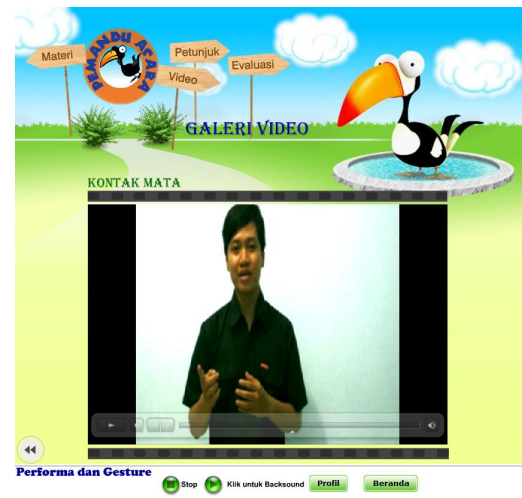 Materi
PEMANDU ACARA
Petunjuk
Video
Evaluasi
GALERI VIDEO
KONTAK MATA
Performa dan Gesture
Stop
Klik untuk Backsound
Profil
Beranda